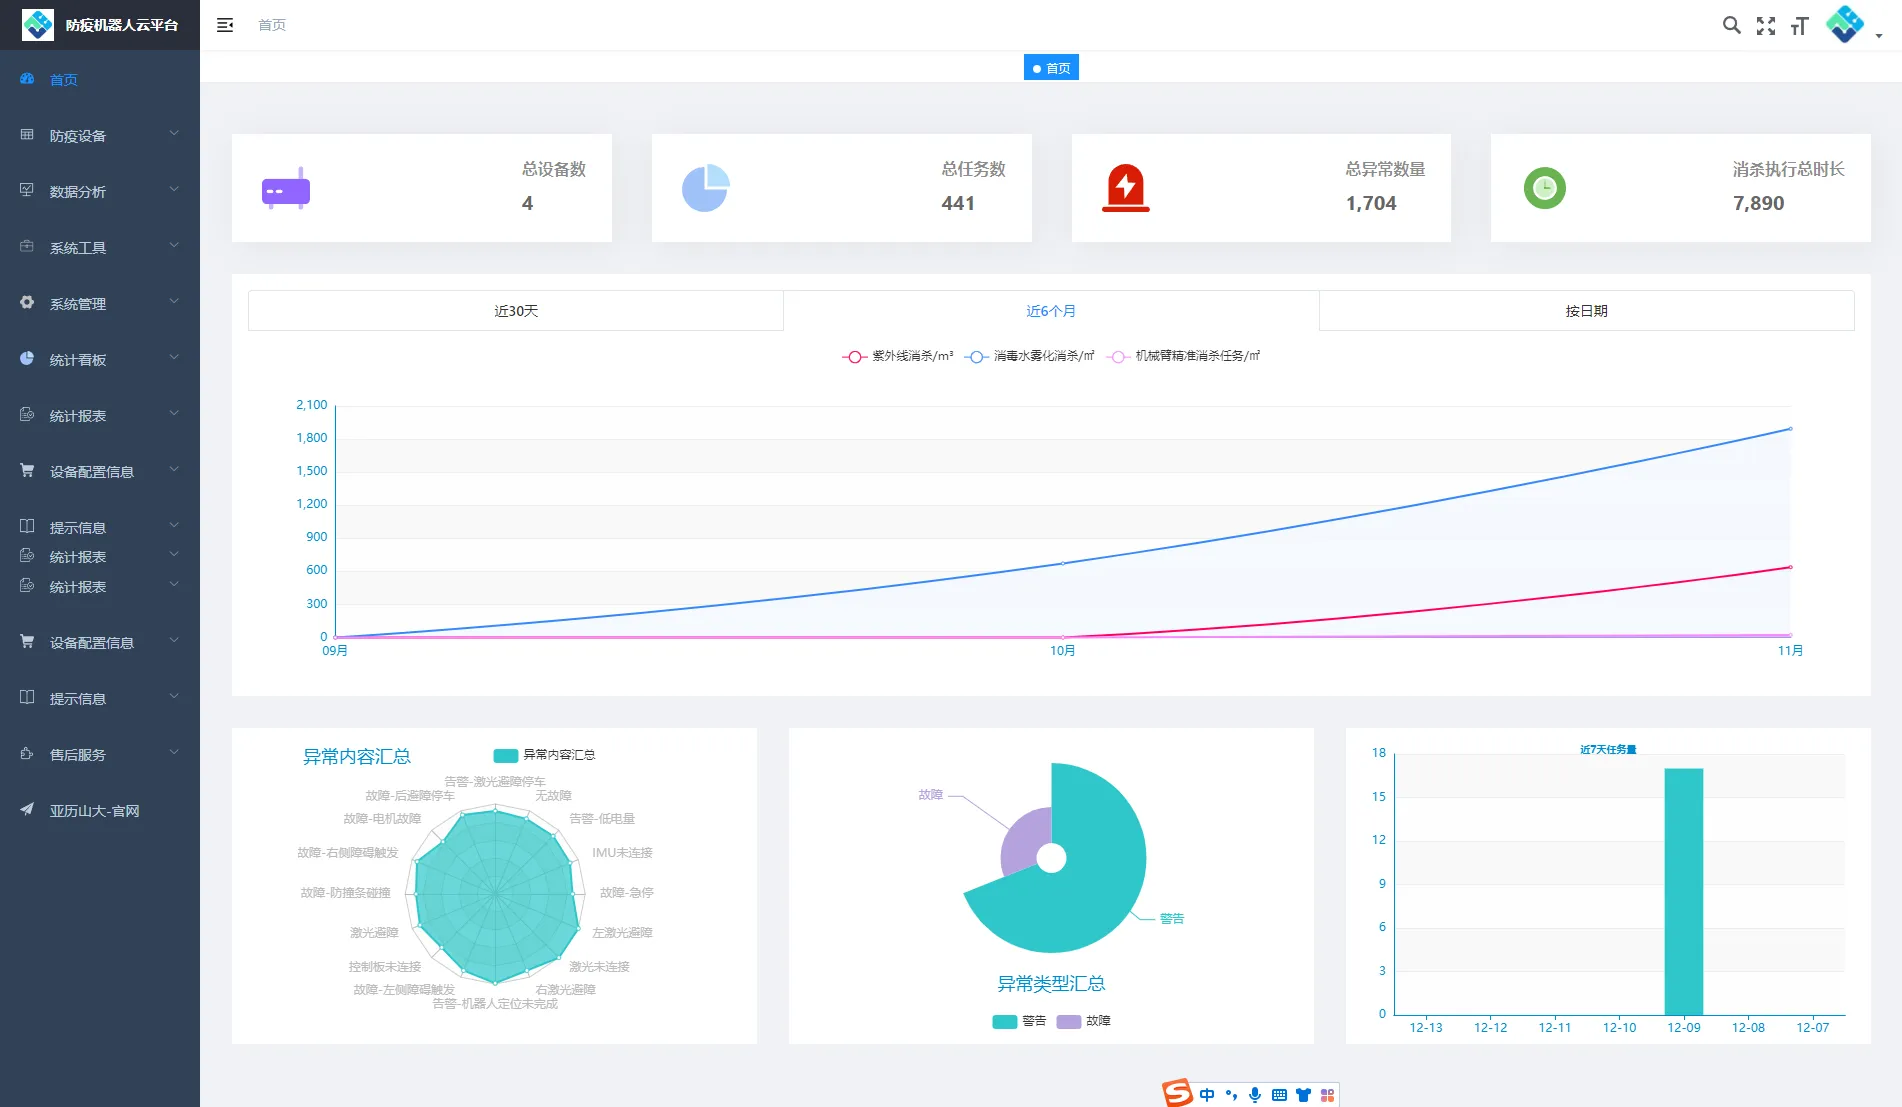 防疫机器人云平台
首页
首页
首页
防疫设备
数据分析
系统工具
系统管理
统计看板
统计报表
设备配置信息
提示信息
统计报表
统计报表
设备配置信息
提示信息
售后服务
亚历山大-官网
总设备数
4
总任务数
441
总异常数量
1,704
消杀执行总时长
7,890
近30天
近6个月
按日期
紫外线消杀/m³
消毒水雾化消杀/㎡
机械臂精准消杀任务/㎡
2,100
1,800
1,500
1,200
900
600
300
0
09月
10月
11月
异常内容汇总
异常内容汇总
告警-激光避障停车
故障-后避障停车
无故障
故障-电机故障
告警-低电量
故障-右侧障碍触发
IMU未连接
故障-防撞条碰撞
故障-急停
激光避障
左激光避障
控制板未连接
激光未连接
故障-左侧障碍触发
右激光避障
告警-机器人定位未完成
故障
警告
异常类型汇总
警告
故障
近7天任务量
18
15
12
9
6
3
0
12-13
12-12
12-11
12-10
12-09
12-08
12-07
中